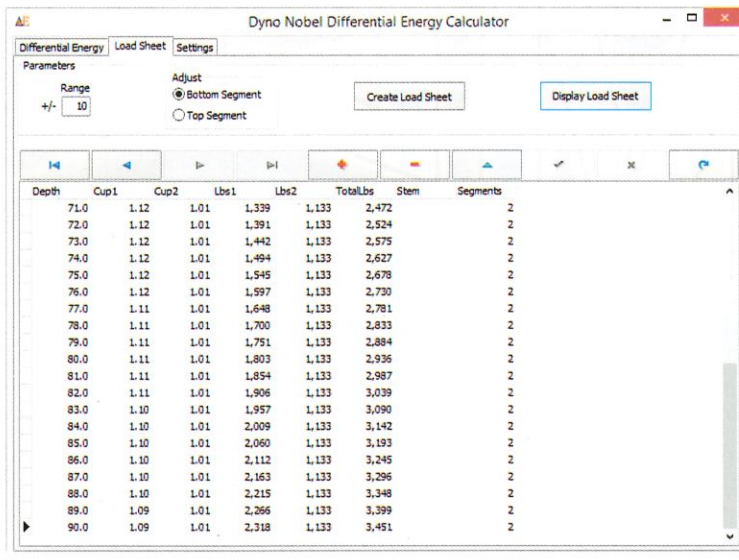 ΔE Dyno Nobel Differential Energy Calculator
Differential Energy Load Sheet Settings
Parameters
Range
+/- 10
Adjust
Bottom Segment
Top Segment
Create Load Sheet
Display Load Sheet
Depth Cup1 Cup2 Lbs1 Lbs2 TotalLbs Stem Segments
71.0 1.12 1.01 1,339 1,133 2,472 2
72.0 1.12 1.01 1,391 1,133 2,524 2
73.0 1.12 1.01 1,442 1,133 2,575 2
74.0 1.12 1.01 1,494 1,133 2,627 2
75.0 1.12 1.01 1,545 1,133 2,678 2
76.0 1.12 1.01 1,597 1,133 2,730 2
77.0 1.11 1.01 1,648 1,133 2,781 2
78.0 1.11 1.01 1,700 1,133 2,833 2
79.0 1.11 1.01 1,751 1,133 2,884 2
80.0 1.11 1.01 1,803 1,133 2,936 2
81.0 1.11 1.01 1,854 1,133 2,987 2
82.0 1.11 1.01 1,906 1,133 3,039 2
83.0 1.10 1.01 1,957 1,133 3,090 2
84.0 1.10 1.01 2,009 1,133 3,142 2
85.0 1.10 1.01 2,060 1,133 3,193 2
86.0 1.10 1.01 2,112 1,133 3,245 2
87.0 1.10 1.01 2,163 1,133 3,296 2
88.0 1.10 1.01 2,215 1,133 3,348 2
89.0 1.09 1.01 2,266 1,133 3,399 2
90.0 1.09 1.01 2,318 1,133 3,451 2